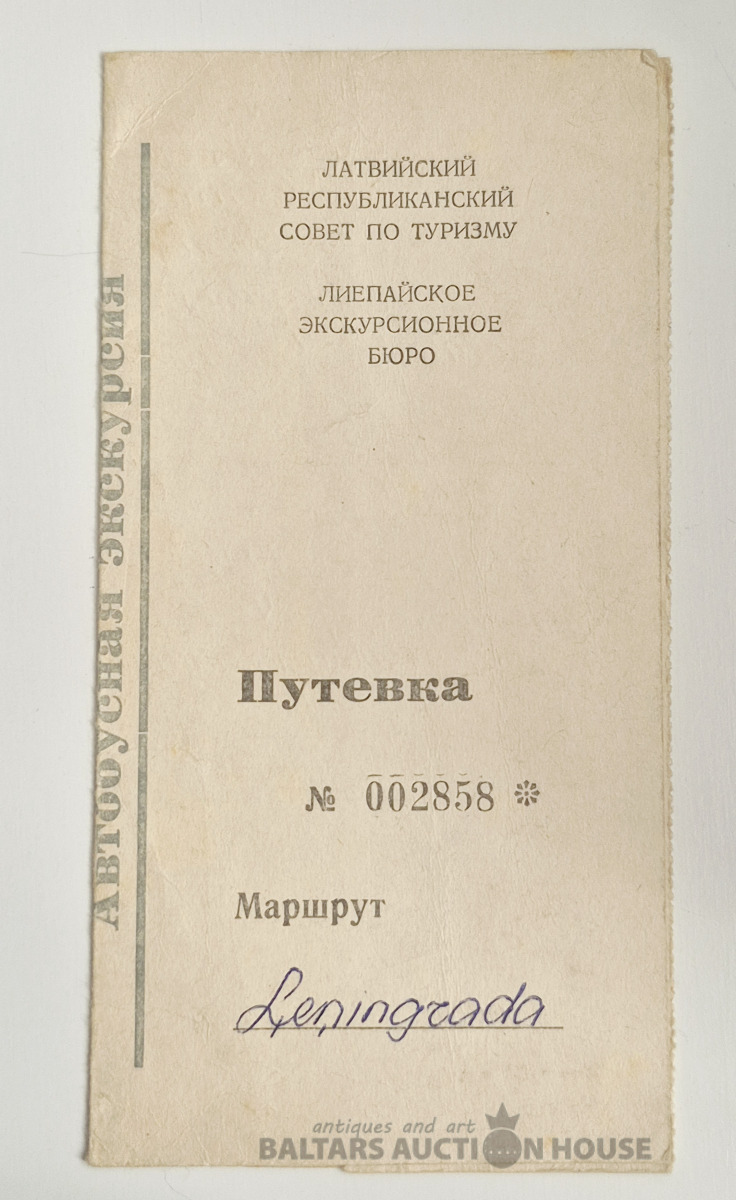 ЛАТВИЙСКИЙ
РЕСПУБЛИКАНСКИЙ
СОВЕТ ПО ТУРИЗМУ
ЛИЕПАЙСКОЕ
ЭКСКУРСИОННОЕ
БЮРО
Автобусная экскурсия
Путевка
№ 002858 *
Маршрут
Ļeņiņgrada
antiques and art
BALTARS AUCTION HOUSE